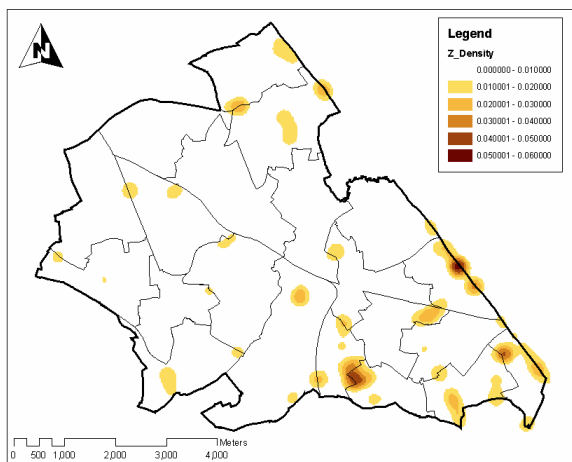 N
Legend
Z_Density
0.000000 - 0.010000
0.010001 - 0.020000
0.020001 - 0.030000
0.030001 - 0.040000
0.040001 - 0.050000
0.050001 - 0.060000
0 500 1,000 2,000 3,000 4,000
Meters